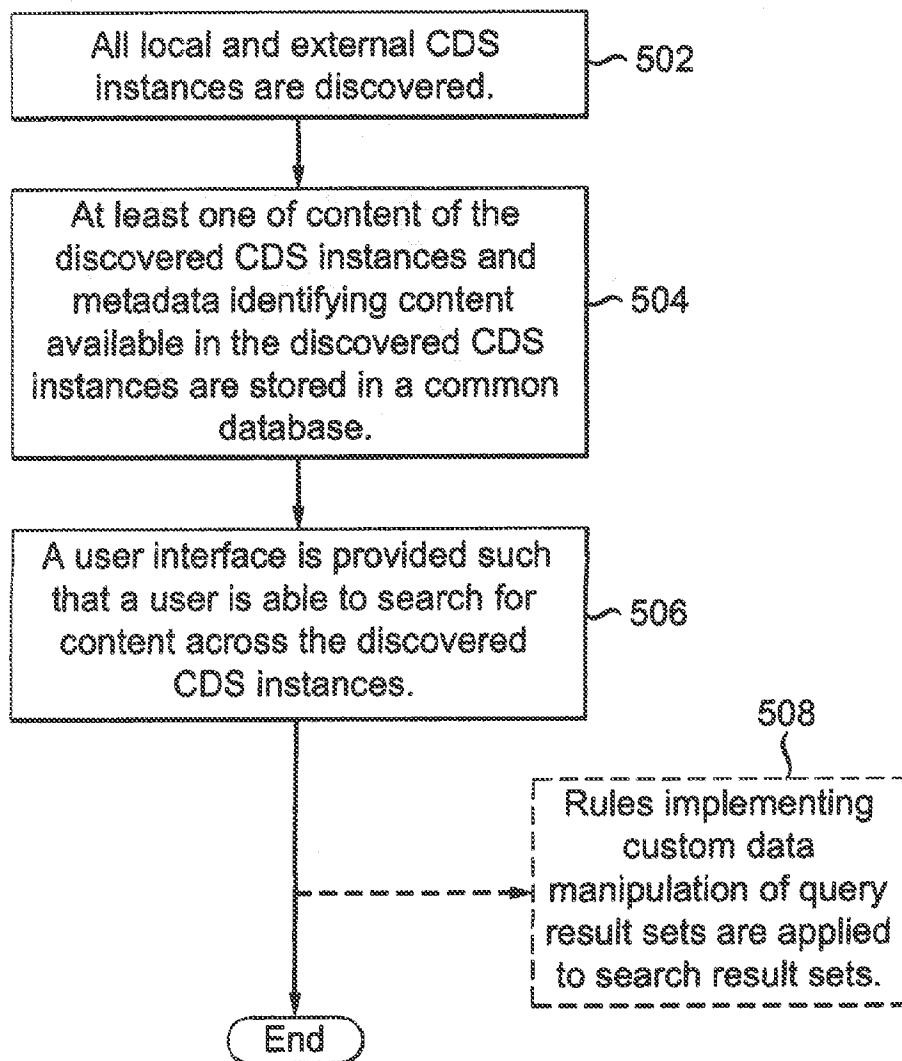 All local and external CDS
instances are discovered.
502
At least one of content of the
discovered CDS instances and
metadata identifying content
available in the discovered CDS
instances are stored in a common
database.
504
A user interface is provided such
that a user is able to search for
content across the discovered
CDS instances.
506
508
Rules implementing
custom data
manipulation of query
result sets are applied
to search result sets.
End